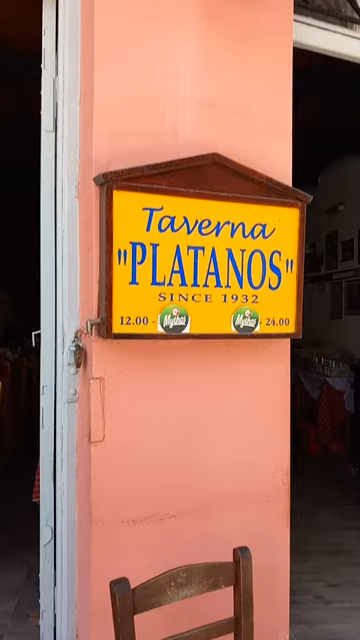 Taverna
"PLATANOS"
SINCE 1932
12.00 - Mythos Mythos - 24.00